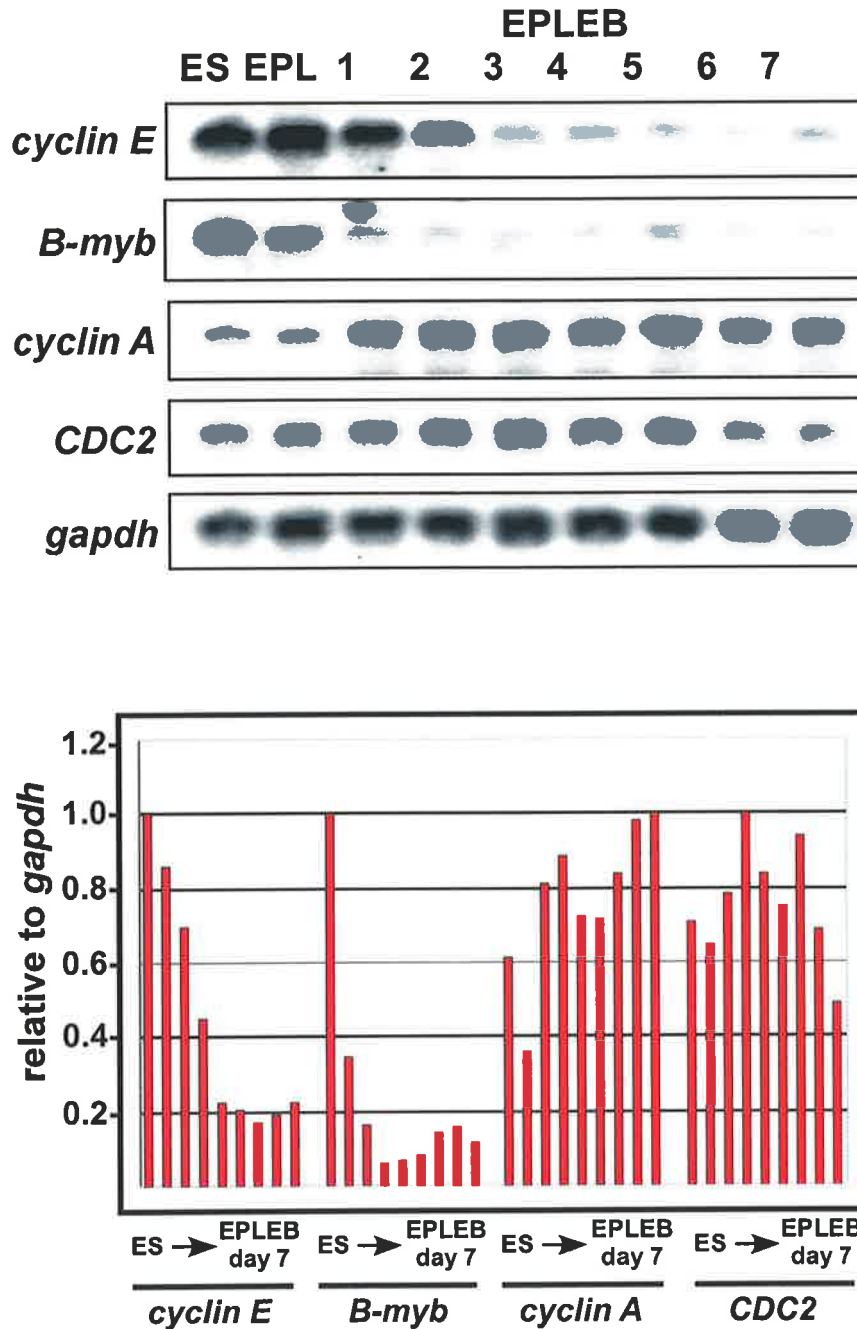 EPLEB
ES EPL 1 2 3 4 5 6 7
cyclin E
B-myb
cyclin A
CDC2
gapdh
relative to gapdh
1.2
1.0
0.8
0.6
0.4
0.2
ES → EPLEB day 7
ES → EPLEB day 7
ES → EPLEB day 7
ES → EPLEB day 7
cyclin E B-myb cyclin A CDC2